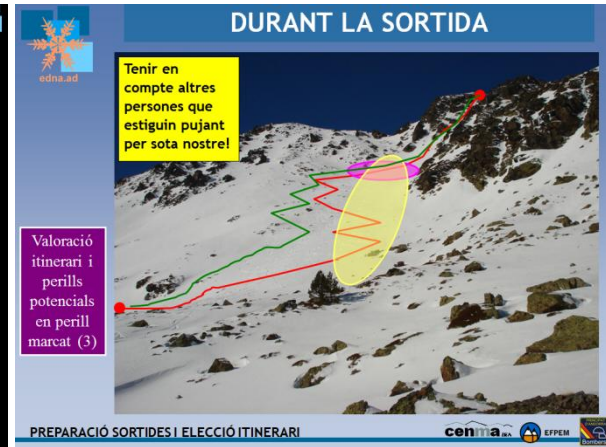 DURANT LA SORTIDA
edna.ad
Tenir en
compte altres
persones que
estiguin pujant
per sota nostre!
Valoració
itinerari i
perills
potencials
en perill
marcat (3)
PREPARACIÓ SORTIDES I ELECCIÓ ITINERARI
cenma
EFPEM
Bombers